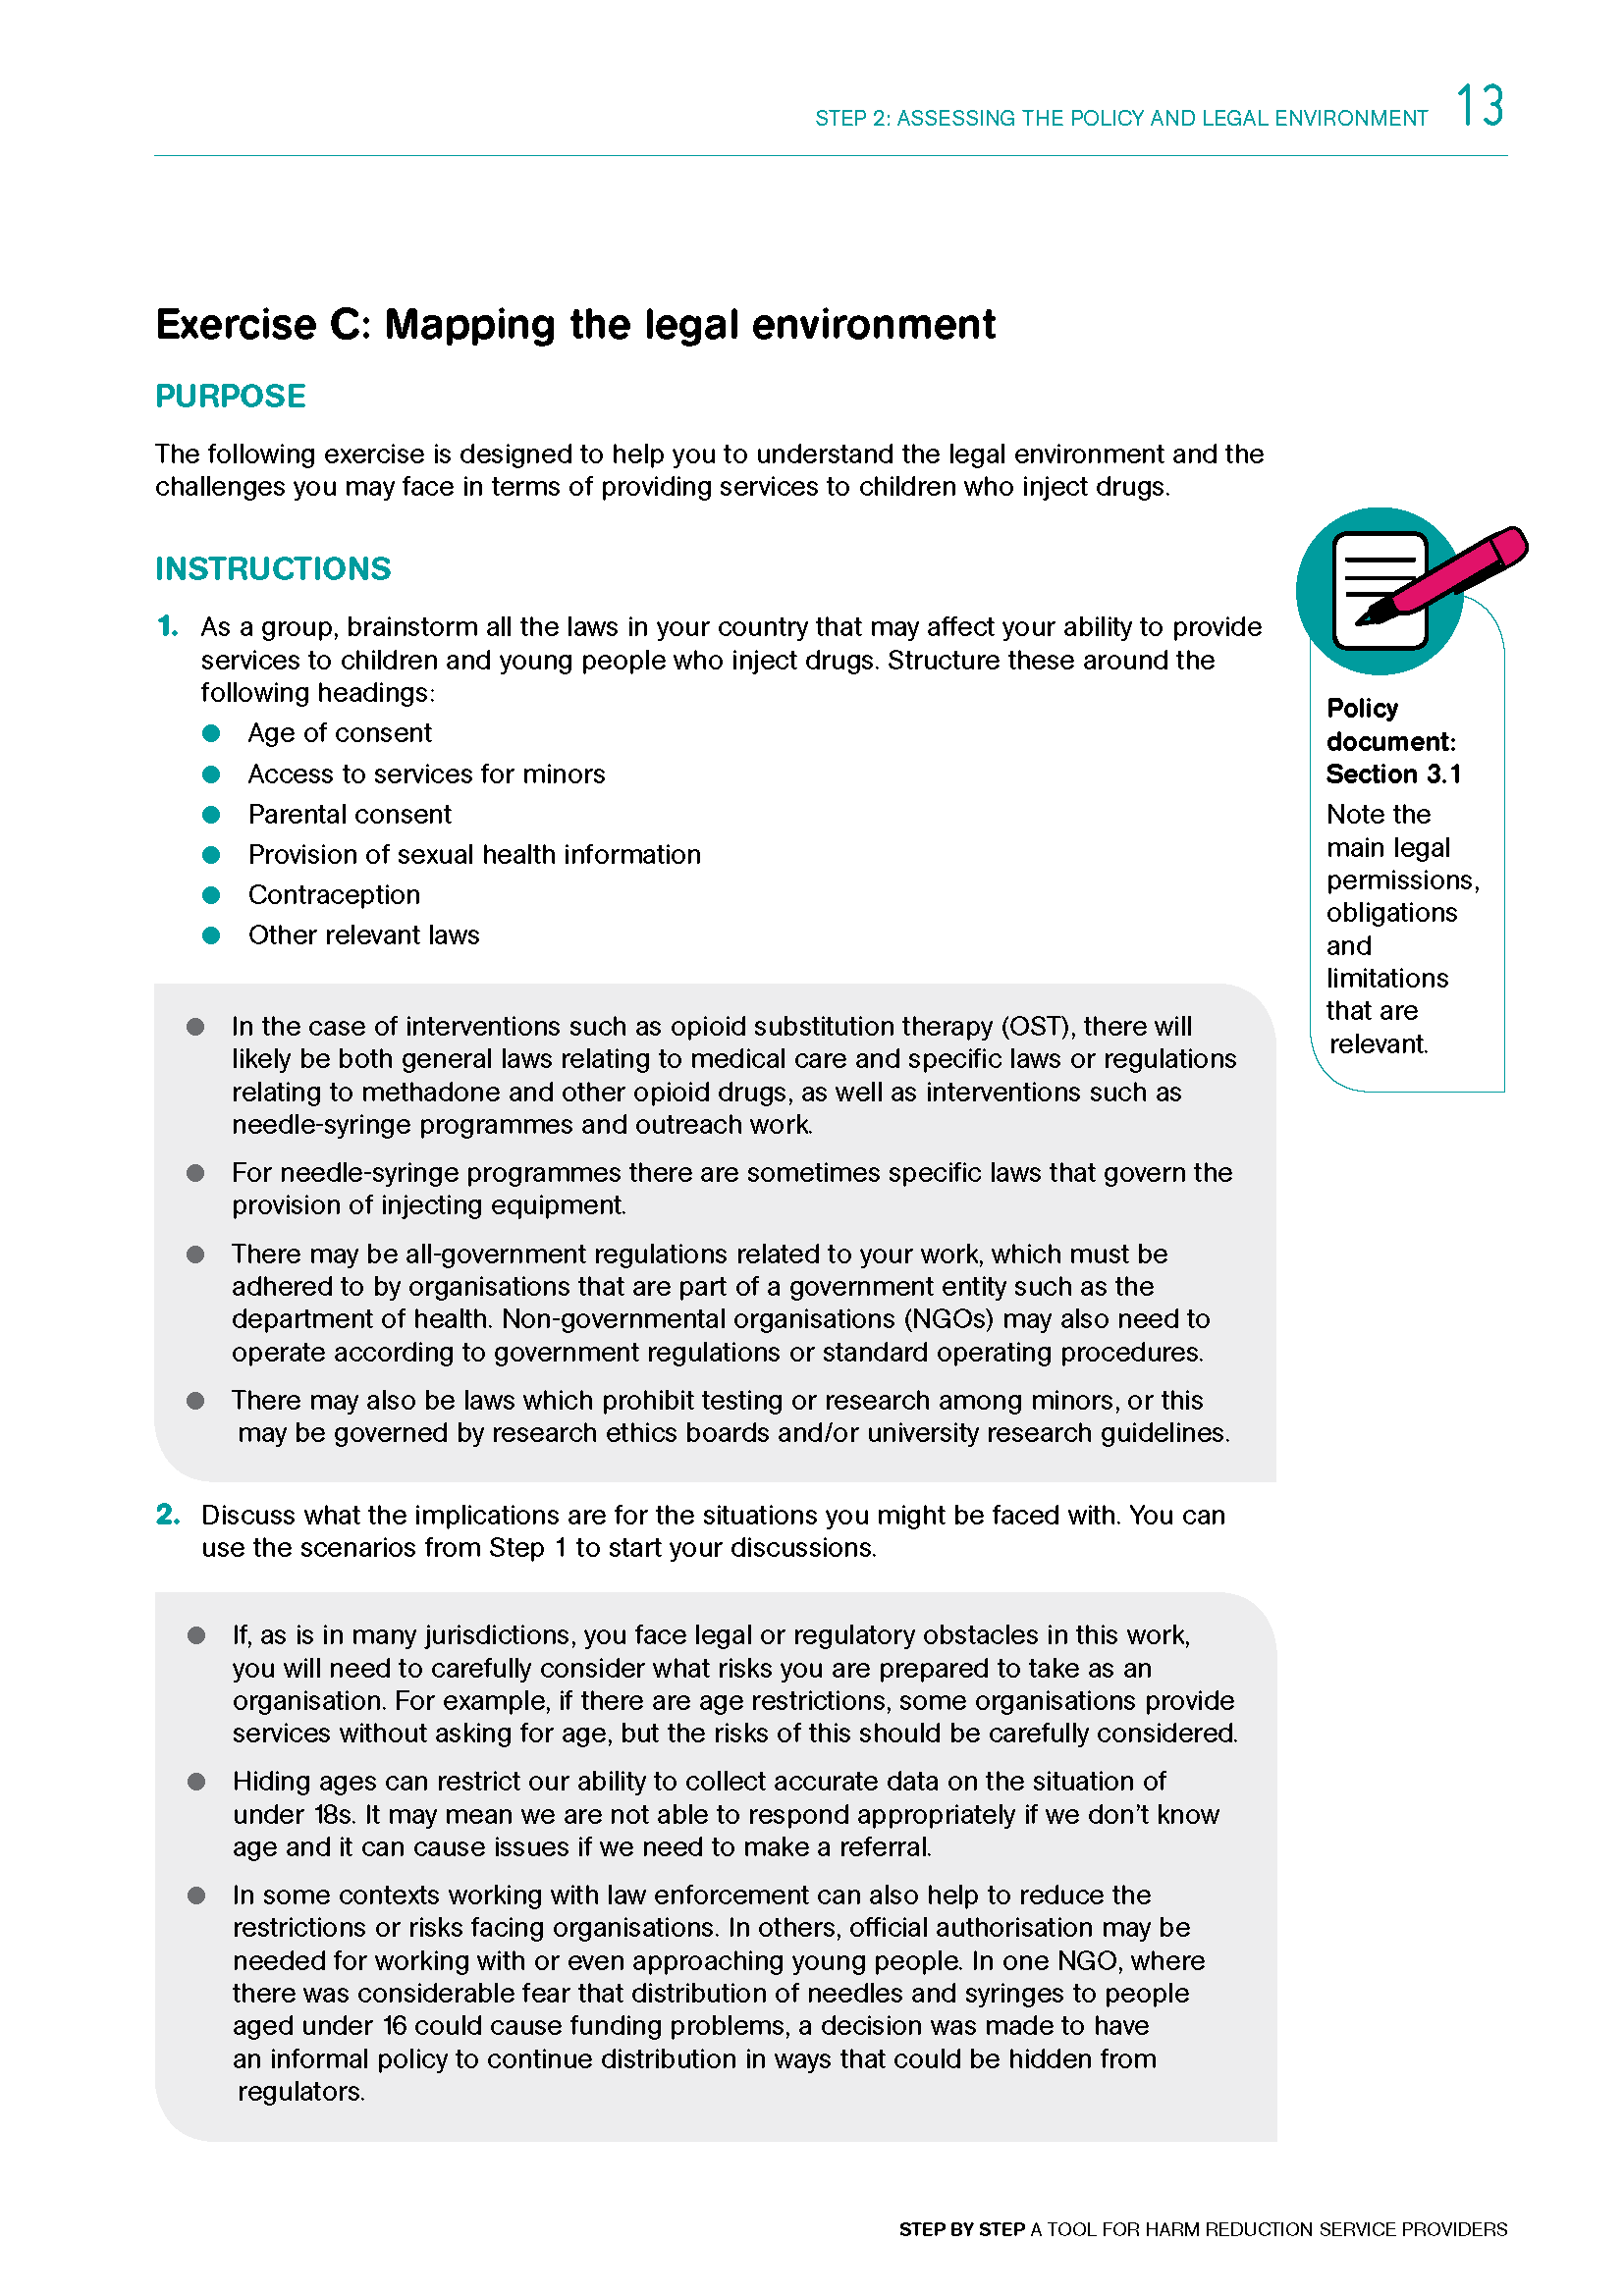 STEP 2: ASSESSING THE POLICY AND LEGAL ENVIRONMENT 13
Exercise C: Mapping the legal environment
PURPOSE
The following exercise is designed to help you to understand the legal environment and the
challenges you may face in terms of providing services to children who inject drugs.
INSTRUCTIONS
1. As a group, brainstorm all the laws in your country that may affect your ability to provide
services to children and young people who inject drugs. Structure these around the
following headings:
● Age of consent
● Access to services for minors
● Parental consent
● Provision of sexual health information
● Contraception
● Other relevant laws
● In the case of interventions such as opioid substitution therapy (OST), there will
likely be both general laws relating to medical care and specific laws or regulations
relating to methadone and other opioid drugs, as well as interventions such as
needle-syringe programmes and outreach work.
● For needle-syringe programmes there are sometimes specific laws that govern the
provision of injecting equipment.
● There may be all-government regulations related to your work, which must be
adhered to by organisations that are part of a government entity such as the
department of health. Non-governmental organisations (NGOs) may also need to
operate according to government regulations or standard operating procedures.
● There may also be laws which prohibit testing or research among minors, or this
may be governed by research ethics boards and/or university research guidelines.
2. Discuss what the implications are for the situations you might be faced with. You can
use the scenarios from Step 1 to start your discussions.
● If, as is in many jurisdictions, you face legal or regulatory obstacles in this work,
you will need to carefully consider what risks you are prepared to take as an
organisation. For example, if there are age restrictions, some organisations provide
services without asking for age, but the risks of this should be carefully considered.
● Hiding ages can restrict our ability to collect accurate data on the situation of
under 18s. It may mean we are not able to respond appropriately if we don’t know
age and it can cause issues if we need to make a referral.
● In some contexts working with law enforcement can also help to reduce the
restrictions or risks facing organisations. In others, official authorisation may be
needed for working with or even approaching young people. In one NGO, where
there was considerable fear that distribution of needles and syringes to people
aged under 16 could cause funding problems, a decision was made to have
an informal policy to continue distribution in ways that could be hidden from
regulators.
Policy
document:
Section 3.1
Note the
main legal
permissions,
obligations
and
limitations
that are
relevant.
STEP BY STEP A TOOL FOR HARM REDUCTION SERVICE PROVIDERS